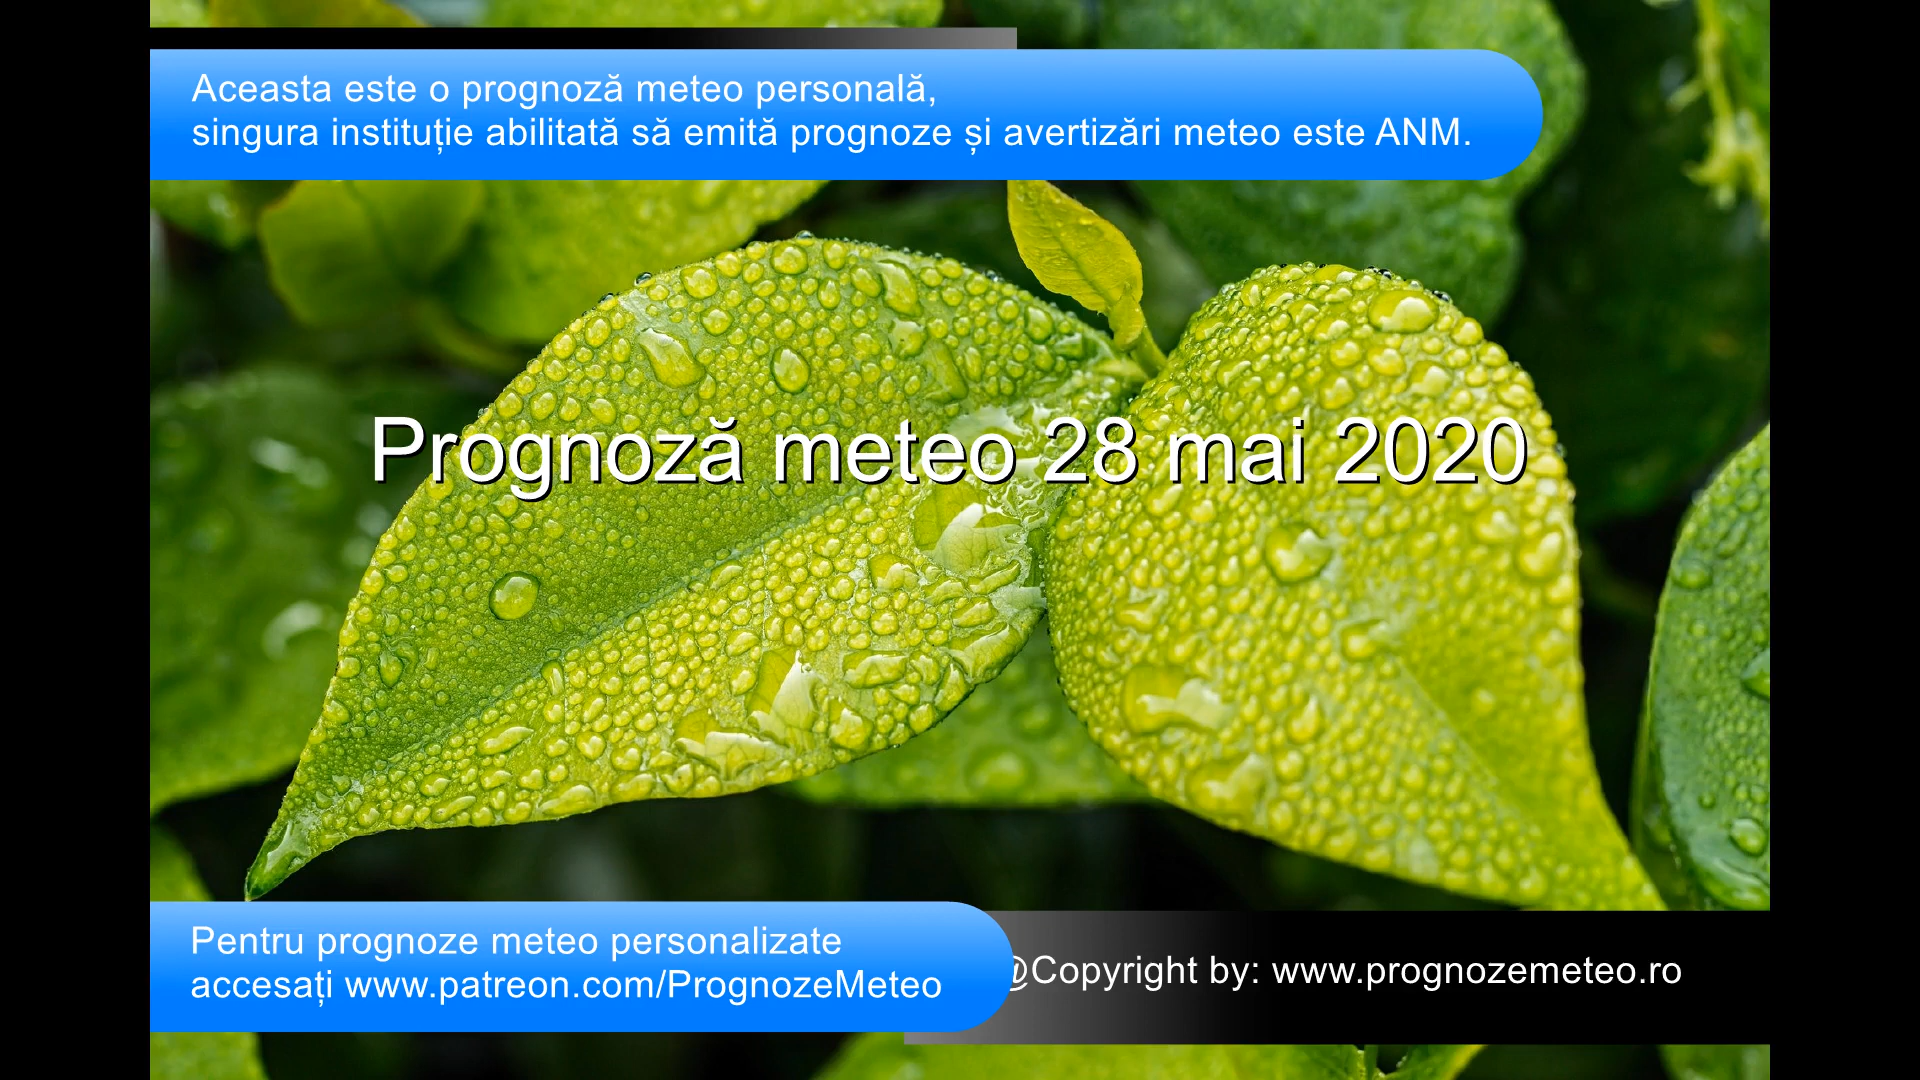 Aceasta este o prognoză meteo personală,
singura instituție abilitată să emită prognoze și avertizări meteo este ANM.
Prognoză meteo 28 mai 2020
Pentru prognoze meteo personalizate
accesați www.patreon.com/PrognozeMeteo
@Copyright by: www.prognozemeteo.ro